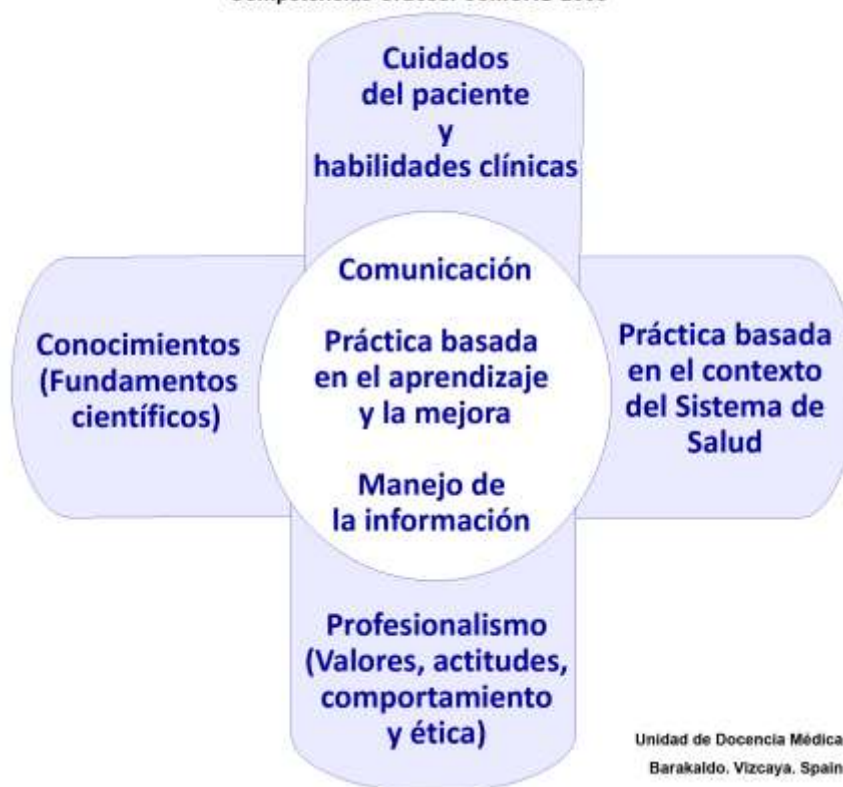 Cuidados
del paciente
y
habilidades clínicas
Conocimientos
(Fundamentos
científicos)
Comunicación
Práctica basada
en el aprendizaje
y la mejora
Manejo de
la información
Práctica basada
en el contexto
del Sistema de
Salud
Profesionalismo
(Valores, actitudes,
comportamiento
y ética)
Unidad de Docencia Médica
Barakaldo. Vizcaya. Spain